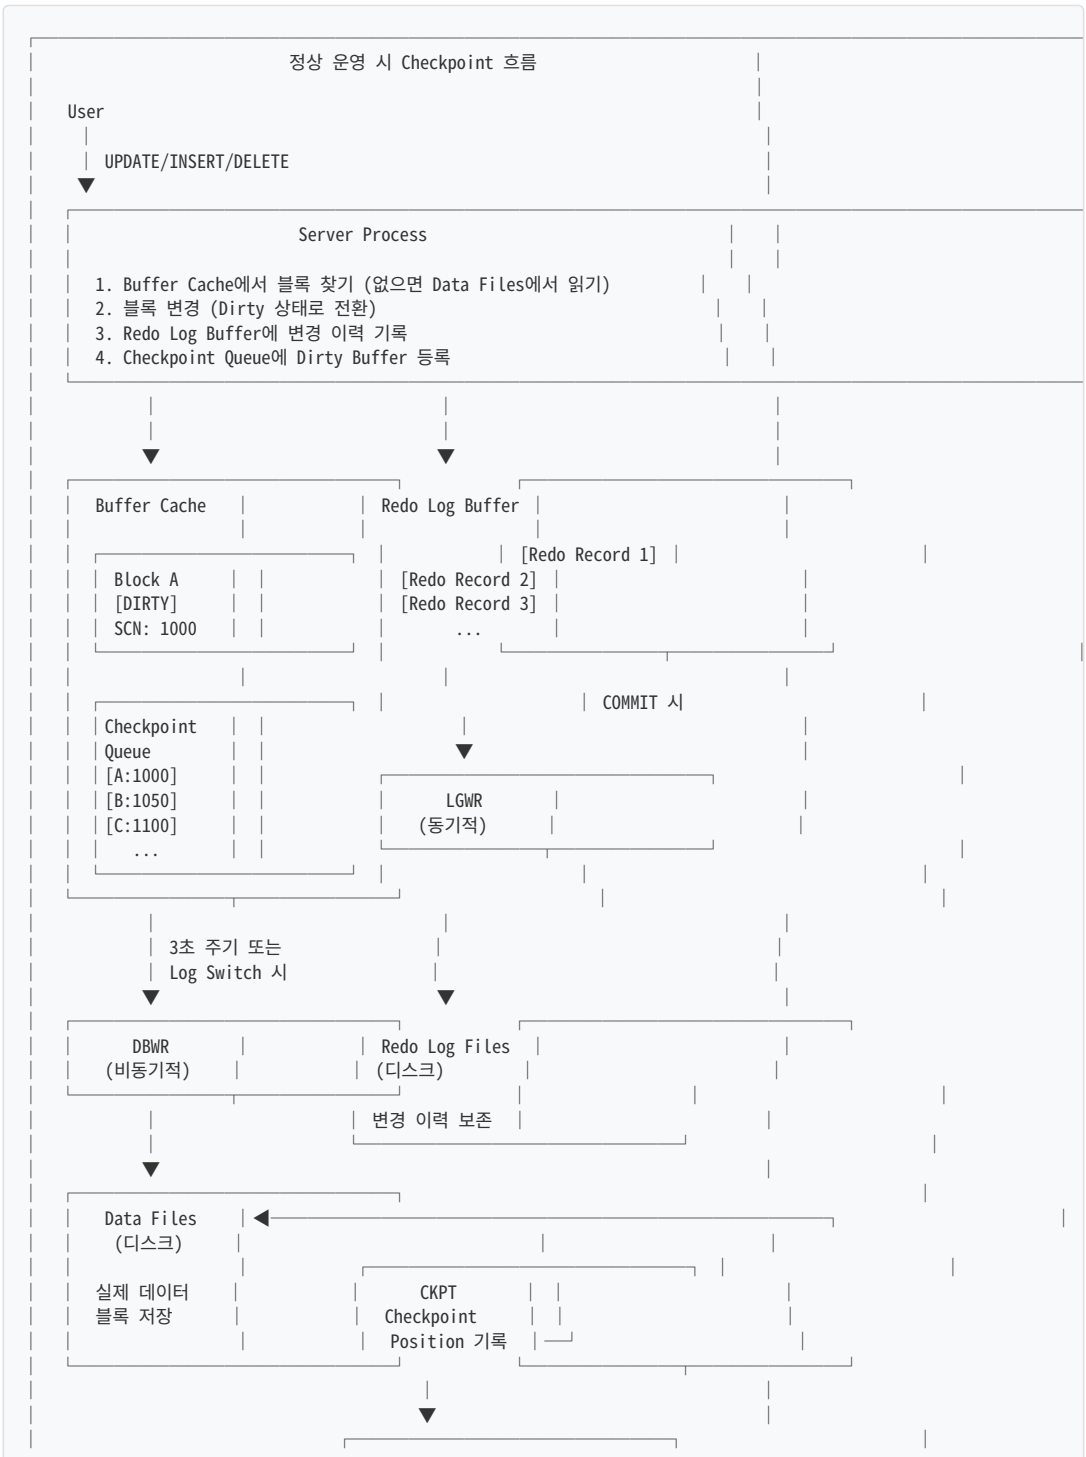 정상 운영 시 Checkpoint 흐름
User
UPDATE/INSERT/DELETE
Server Process
1. Buffer Cache에서 블록 찾기 (없으면 Data Files에서 읽기)
2. 블록 변경 (Dirty 상태로 전환)
3. Redo Log Buffer에 변경 이력 기록
4. Checkpoint Queue에 Dirty Buffer 등록
Buffer Cache
Redo Log Buffer
[Redo Record 1]
Block A
[Redo Record 2]
[DIRTY]
[Redo Record 3]
SCN: 1000
...
COMMIT 시
Checkpoint
Queue
[A:1000]
[B:1050]
LGWR
[C:1100]
(동기적)
...
3초 주기 또는
Log Switch 시
DBWR
Redo Log Files
(비동기적)
(디스크)
변경 이력 보존
Data Files
(디스크)
실제 데이터
CKPT
블록 저장
Checkpoint
Position 기록